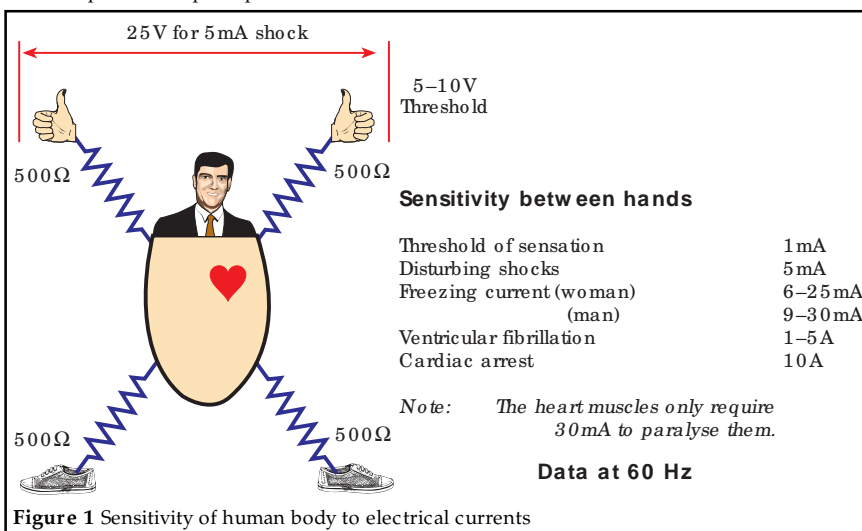 25V for 5mA shock
5–10V
Threshold
500Ω
500Ω
Sensitivity between hands
Threshold of sensation 1mA
Disturbing shocks 5mA
Freezing current (woman) 6–25mA
(man) 9–30mA
Ventricular fibrillation 1–5A
Cardiac arrest 10A
Note: The heart muscles only require
30mA to paralyse them.
500Ω
500Ω
Data at 60 Hz
Figure 1 Sensitivity of human body to electrical currents